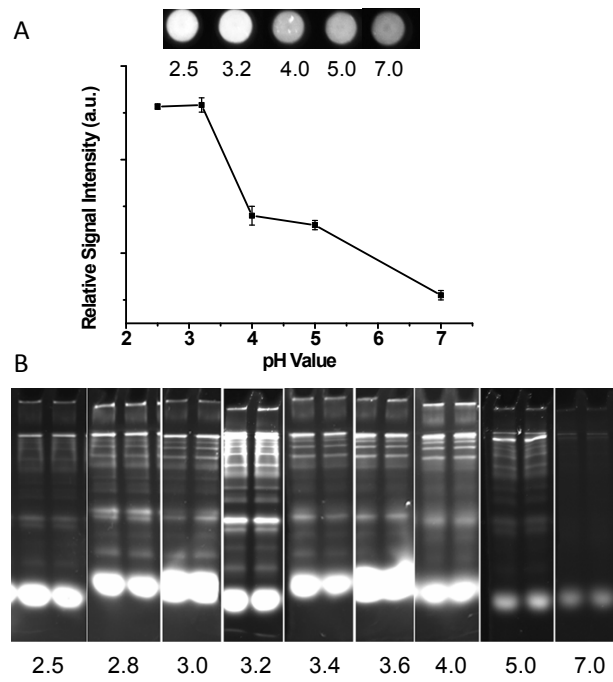 A
2.5 3.2 4.0 5.0 7.0
Relative Signal Intensity (a.u.)
2 3 4 5 6 7
pH Value
B
2.5 2.8 3.0 3.2 3.4 3.6 4.0 5.0 7.0